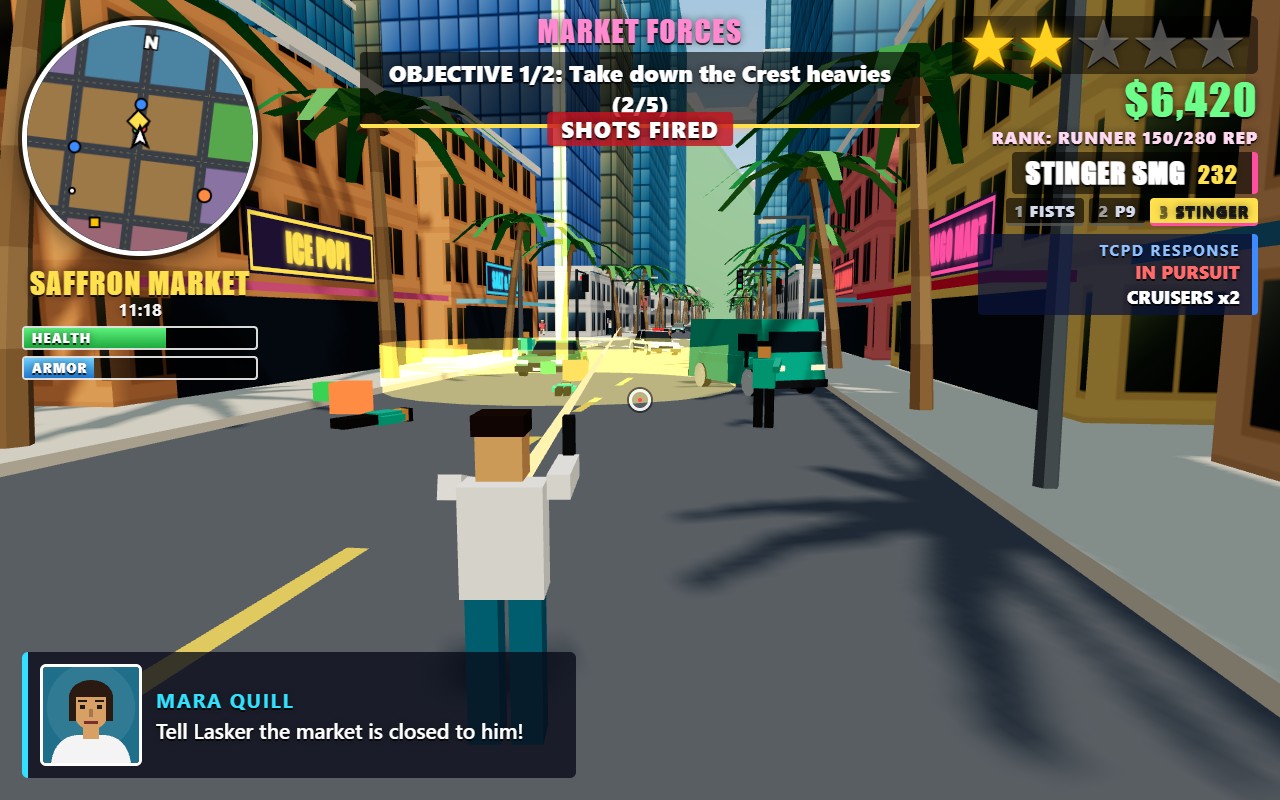 N
MARKET FORCES
OBJECTIVE 1/2: Take down the Crest heavies
(2/5)
SHOTS FIRED
$6,420
RANK: RUNNER 150/280 REP
STINGER SMG 232
1 FISTS 2 P9 3 STINGER
TCPD RESPONSE
IN PURSUIT
CRUISERS x2
ICE POP!
SAFFRON MARKET
11:18
HEALTH
ARMOR
MARA QUILL
Tell Lasker the market is closed to him!